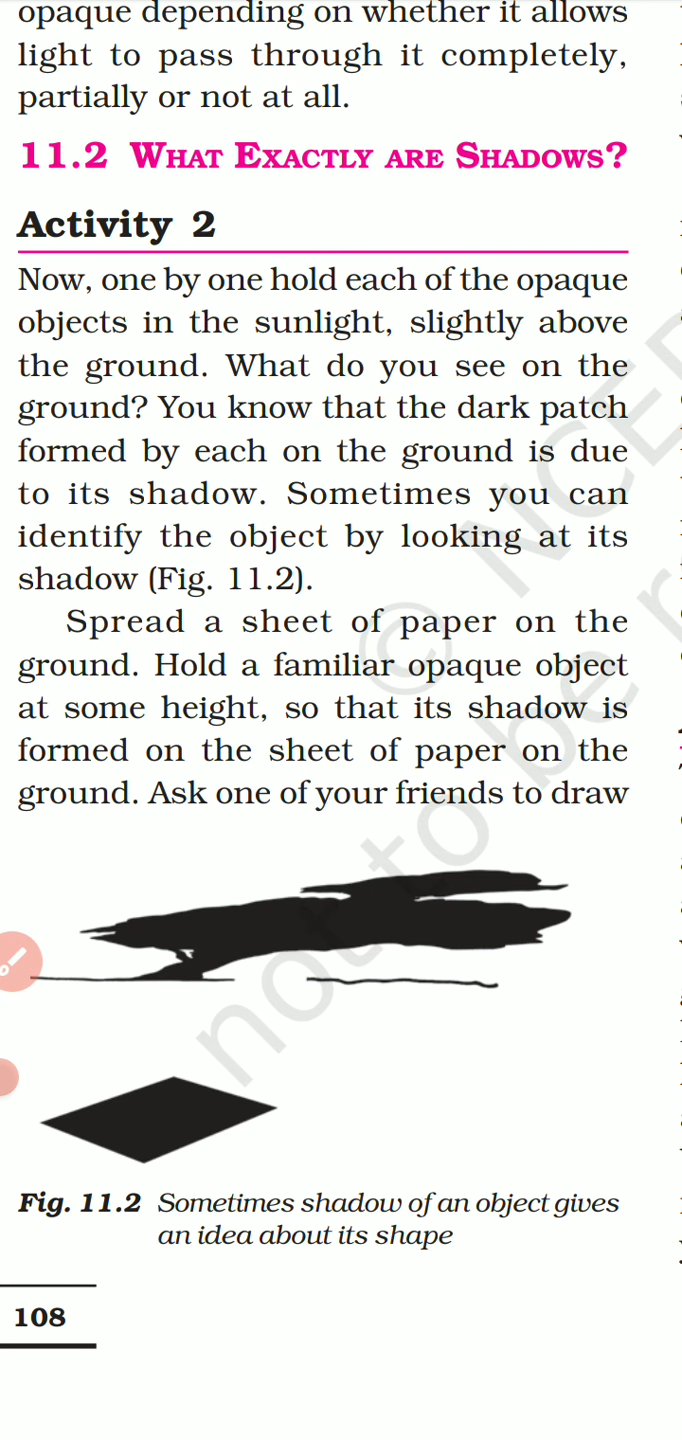 opaque depending on whether it allows
light to pass through it completely,
partially or not at all.
11.2 WHAT EXACTLY ARE SHADOWS?
Activity 2
Now, one by one hold each of the opaque
objects in the sunlight, slightly above
the ground. What do you see on the
ground? You know that the dark patch
formed by each on the ground is due
to its shadow. Sometimes you can
identify the object by looking at its
shadow (Fig. 11.2).
Spread a sheet of paper on the
ground. Hold a familiar opaque object
at some height, so that its shadow is
formed on the sheet of paper on the
ground. Ask one of your friends to draw
Fig. 11.2 Sometimes shadow of an object gives
an idea about its shape
108
© NCE
not to be